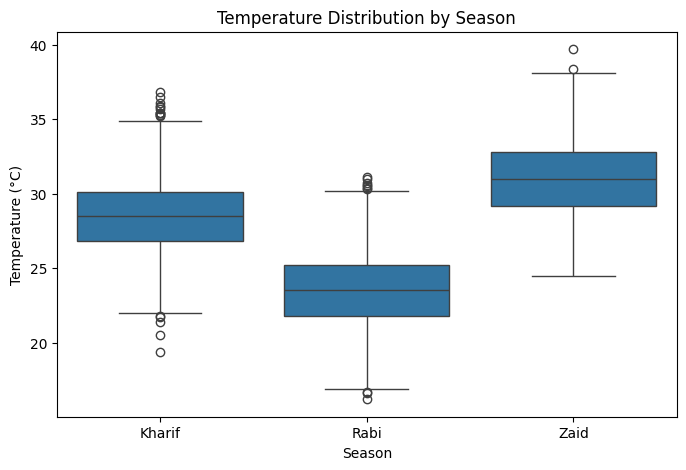 Temperature Distribution by Season
Temperature (°C)
40
35
30
25
20
Kharif
Rabi
Zaid
Season